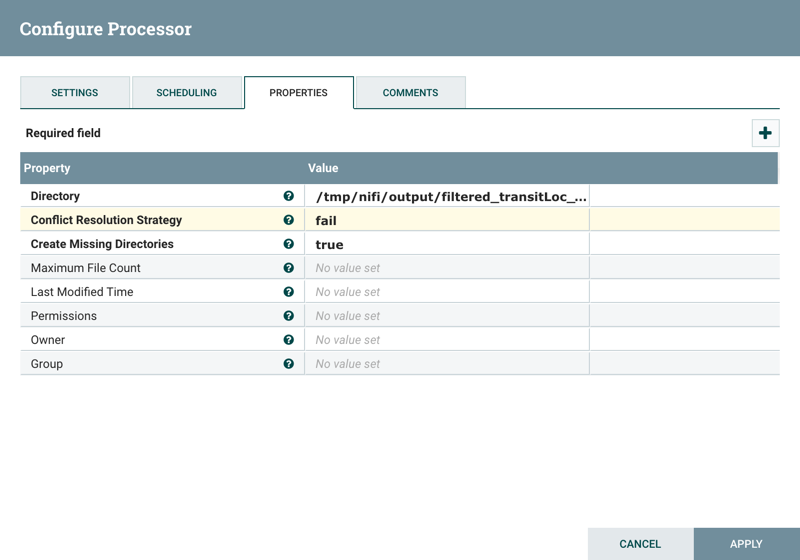 Configure Processor
SETTINGS SCHEDULING PROPERTIES COMMENTS
Required field
Property Value
Directory /tmp/nifi/output/filtered_transitLoc_...
Conflict Resolution Strategy fail
Create Missing Directories true
Maximum File Count No value set
Last Modified Time No value set
Permissions No value set
Owner No value set
Group No value set
CANCEL APPLY